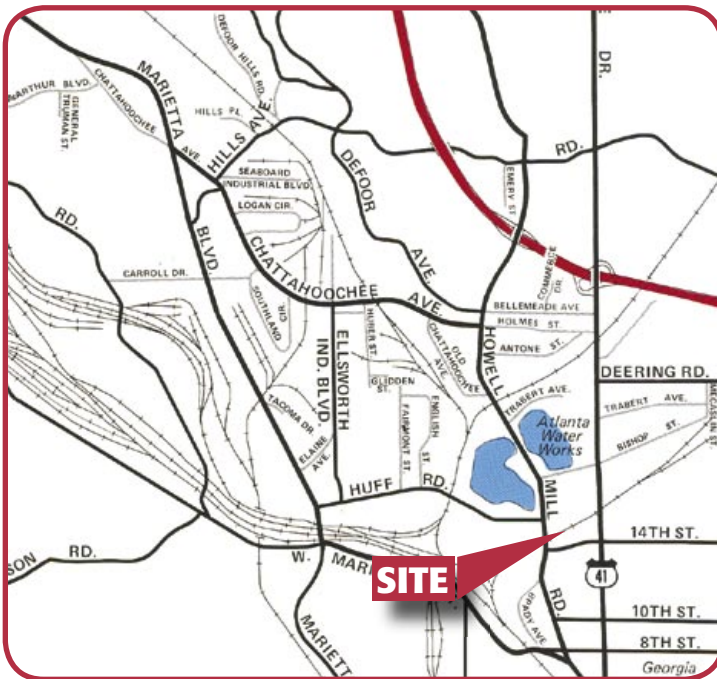 DR.
DEFOOR HILLS RD.
MARIETTA
CHATTAHOOCHEE
AVE.
ARTHUR BLVD.
GENERAL
TRUMAN ST.
HILLS PL.
HILLS AVE.
DEFOOR
AVE.
RD.
EMERY ST
SEABOARD
INDUSTRIAL BLVD.
LOGAN CIR.
RD.
BLVD.
CARROLL DR.
CHATTAHOOCHEE
AVE.
SOUTHLAND
CIR
COMMERCE
DR.
BELLEMEADE AVE
HOLMES ST.
ANTONE ST.
HOWELL
OLD
CHATTAHOOCHEE
AVE.
HUBER ST.
ELLSWORTH
IND. BLVD.
GLIDDEN
ST.
FAIRMONT ST.
ENGLISH
ST
TACOMA DR
ELAINE
AVE.
DEERING RD.
TRABERT AVE.
TRABERT AVE.
MECASLIN ST.
BISHOP ST.
Atlanta
Water
Works
HUFF RD.
MILL
14TH ST.
SON RD.
W. MARI
SITE
41
RD.
BRADY AVE
10TH ST.
8TH ST.
MARIETT
Georgia